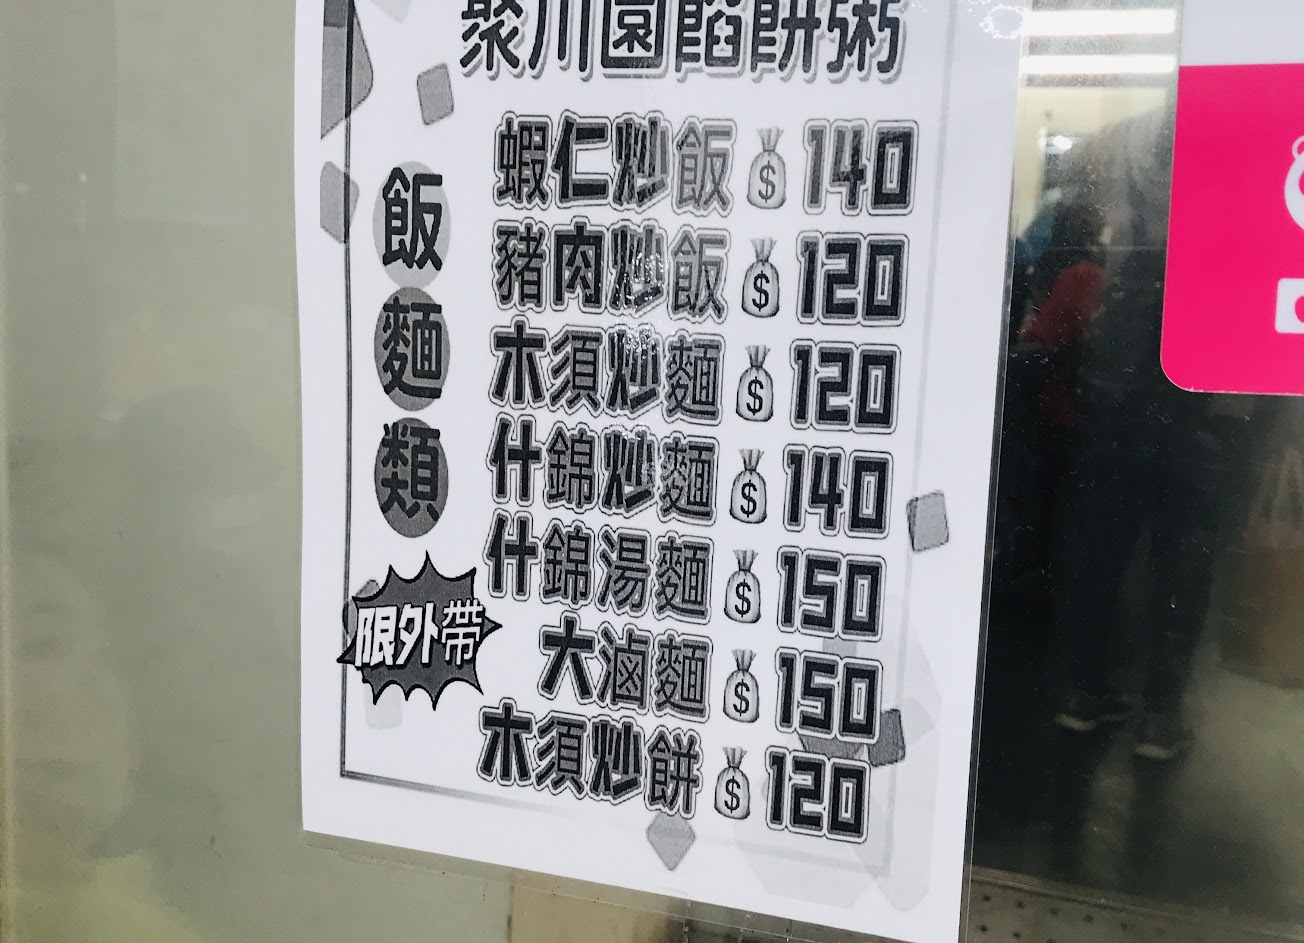 聚川園餡餅粥
飯麵類
蝦仁炒飯 $ 140
豬肉炒飯 $ 120
木須炒麵 $ 120
什錦炒麵 $ 140
什錦湯麵 $ 150
限外帶
大滷麵 $ 150
木須炒餅 $ 120